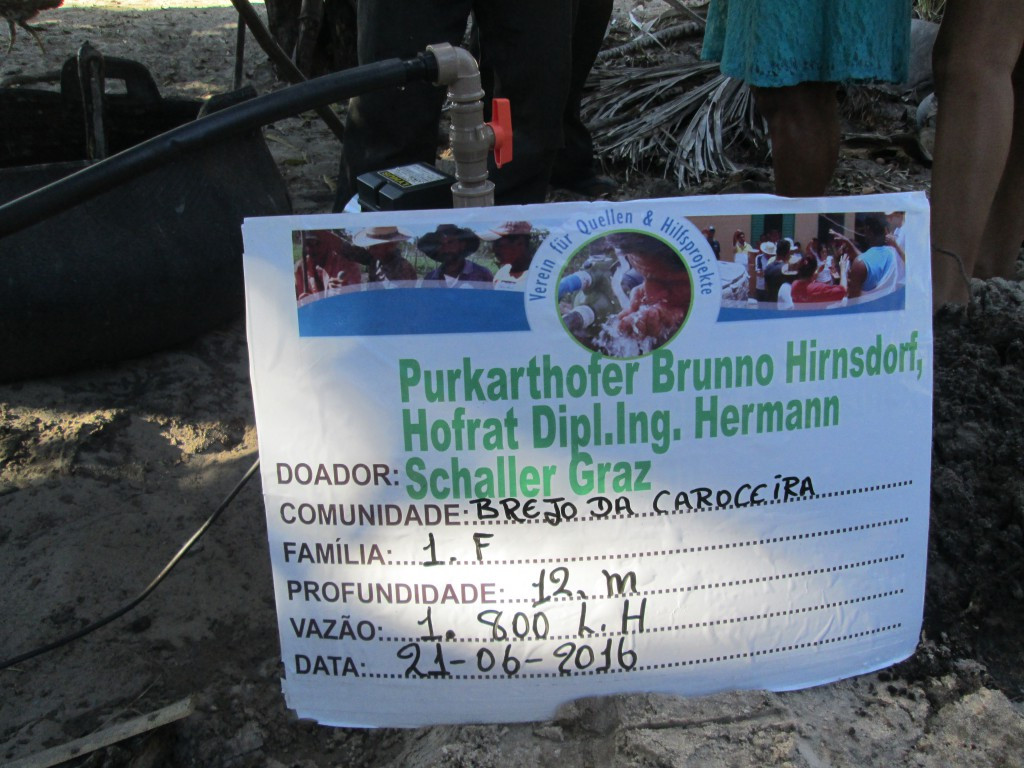 Verein für Quellen & Hilfsprojekte
Purkarthofer Brunno Hirnsdorf,
Hofrat Dipl.Ing. Hermann
DOADOR: Schaller Graz
COMUNIDADE: BREJO DA CAROCEIRA
FAMÍLIA: 1. F
PROFUNDIDADE: 12. m
VAZÃO: 1. 800 L. H
DATA: 21-06-2016